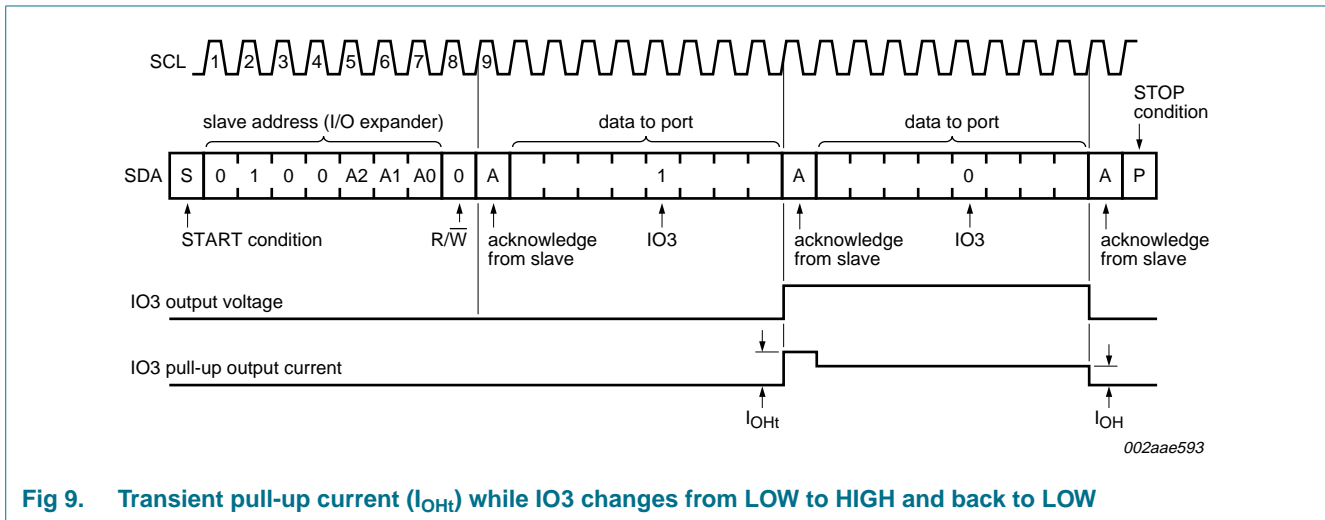 SCL 1 2 3 4 5 6 7 8 9
STOP
condition
slave address (I/O expander) data to port data to port
SDA S 0 1 0 0 A2 A1 A0 0 A 1 A 0 A P
START condition R/W̅ acknowledge
from slave IO3 acknowledge
from slave IO3 acknowledge
from slave
IO3 output voltage
IO3 pull-up output current
IOHt IOH
002aae593
Fig 9. Transient pull-up current (IOHt) while IO3 changes from LOW to HIGH and back to LOW